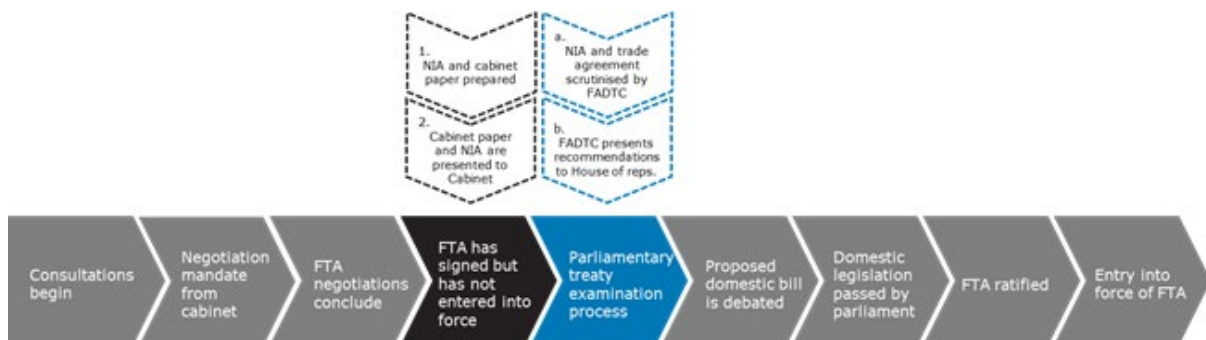 1.
NIA and cabinet
paper prepared
2.
Cabinet paper
and NIA are
presented to
Cabinet
a.
NIA and trade
agreement
scrutinised by
FADTC
b.
FADTC presents
recommendations
to House of reps.
Consultations
begin
Negotiation
mandate
from
cabinet
FTA
negotiations
conclude
FTA has
signed but
has not
entered into
force
Parliamentary
treaty
examination
process
Proposed
domestic bill
is debated
Domestic
legislation
passed by
parliament
FTA ratified
Entry into
force of FTA